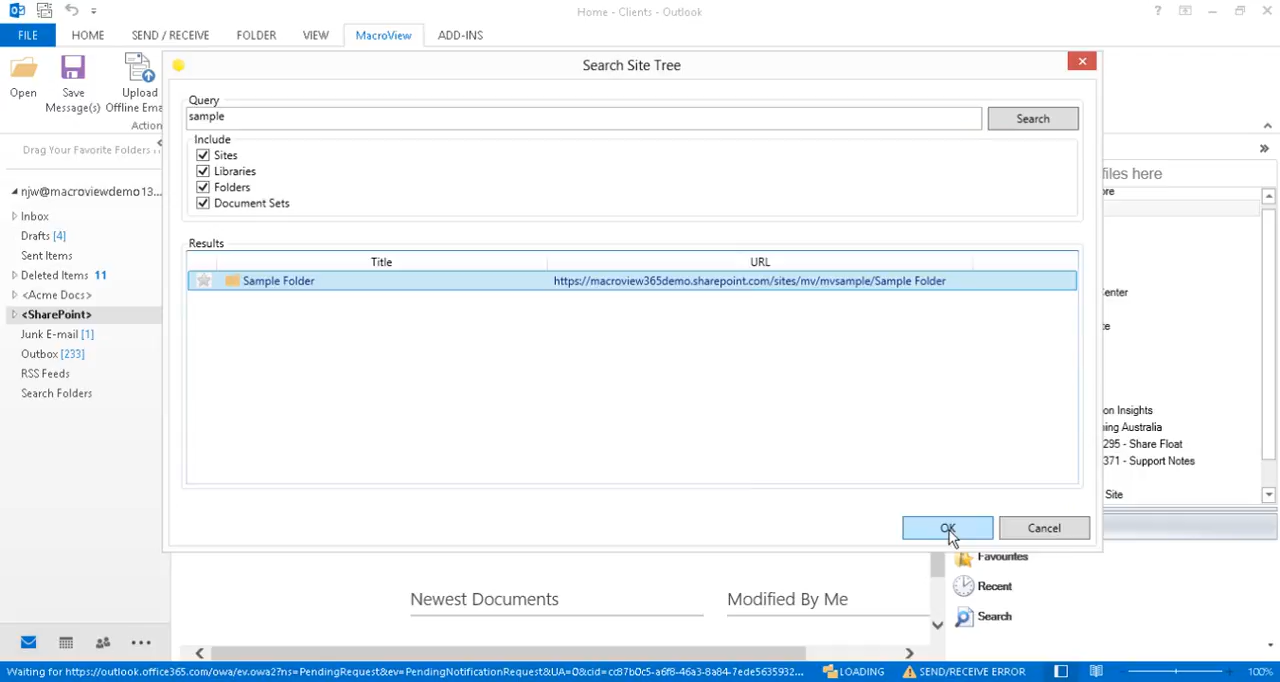 Home - Clients - Outlook
?
FILE
HOME
SEND / RECEIVE
FOLDER
VIEW
MacroView
ADD-INS
Open
Save
Message(s)
Upload
Offline Ema
Action
Drag Your Favorite Folders
njw@macroviewdemo13...
Inbox
Drafts [4]
Sent Items
Deleted Items 11
<Acme Docs>
<SharePoint>
Junk E-mail [1]
Outbox [233]
RSS Feeds
Search Folders
Search Site Tree
Query
sample
Search
Include
Sites
Libraries
Folders
Document Sets
Results
Title
URL
Sample Folder
https://macroview365demo.sharepoint.com/sites/mv/mvsample/Sample Folder
OK
Cancel
files here
ore
enter
te
on Insights
ing Australia
295 - Share Float
371 - Support Notes
Site
Favourites
Recent
Search
Newest Documents
Modified By Me
Waiting for https://outlook.office365.com/owa/ev.owa2?ns=PendingRequest&ev=PendingNotificationRequest&UA=0&cid=cc87b0c5-a6f8-46a3-8a84-7ede5635932...
LOADING
SEND/RECEIVE ERROR
100%